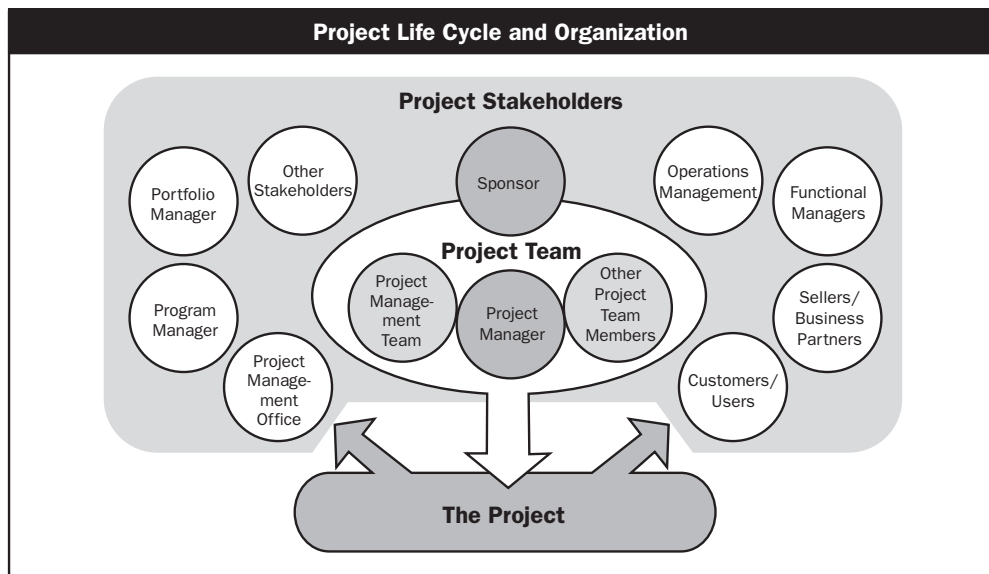 Project Life Cycle and Organization
Project Stakeholders
Portfolio
Manager
Other
Stakeholders
Sponsor
Operations
Management
Functional
Managers
Project Team
Program
Manager
Project
Manage-
ment
Team
Project
Manager
Other
Project
Team
Members
Sellers/
Business
Partners
Project
Manage-
ment
Office
Customers/
Users
The Project